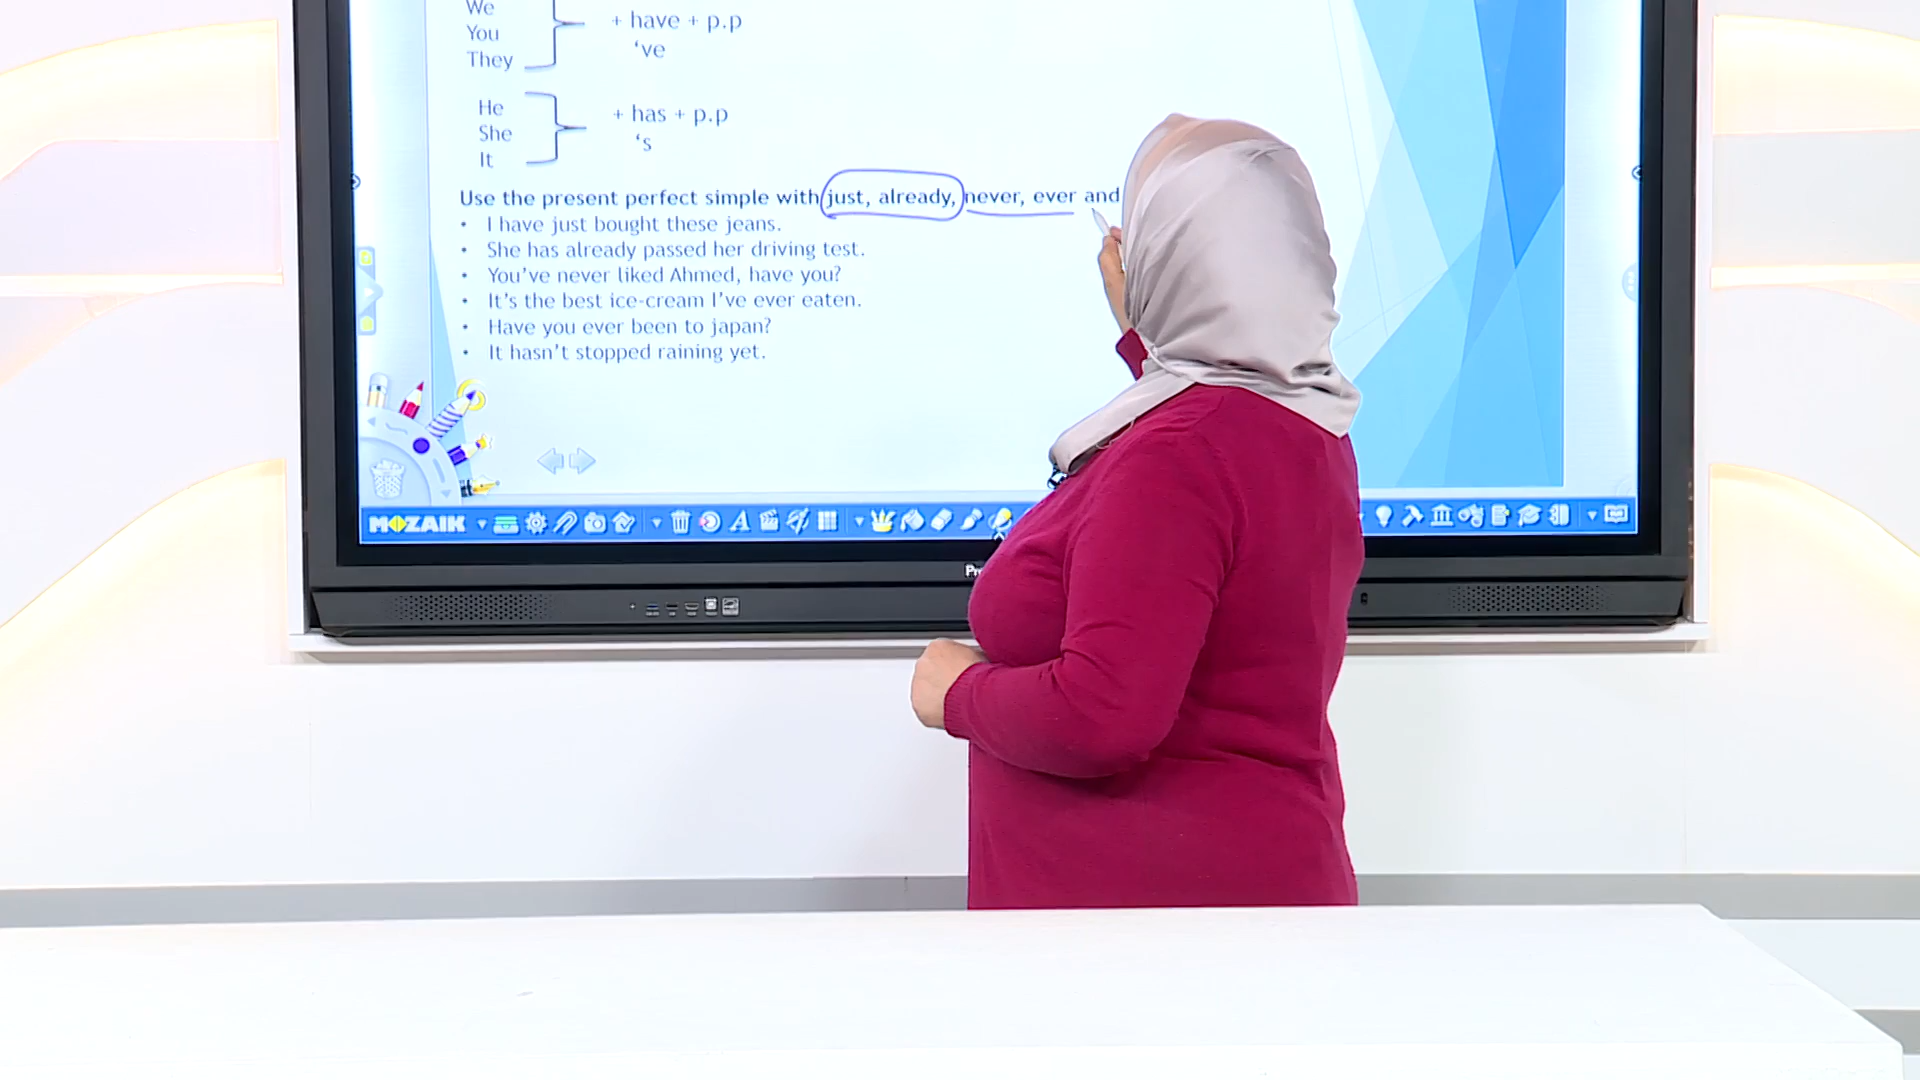 We
You
They
+ have + p.p
‘ve
He
She
It
+ has + p.p
‘s
Use the present perfect simple with just, already, never, ever and
• I have just bought these jeans.
• She has already passed her driving test.
• You’ve never liked Ahmed, have you?
• It’s the best ice-cream I’ve ever eaten.
• Have you ever been to japan?
• It hasn’t stopped raining yet.
MOZAIK